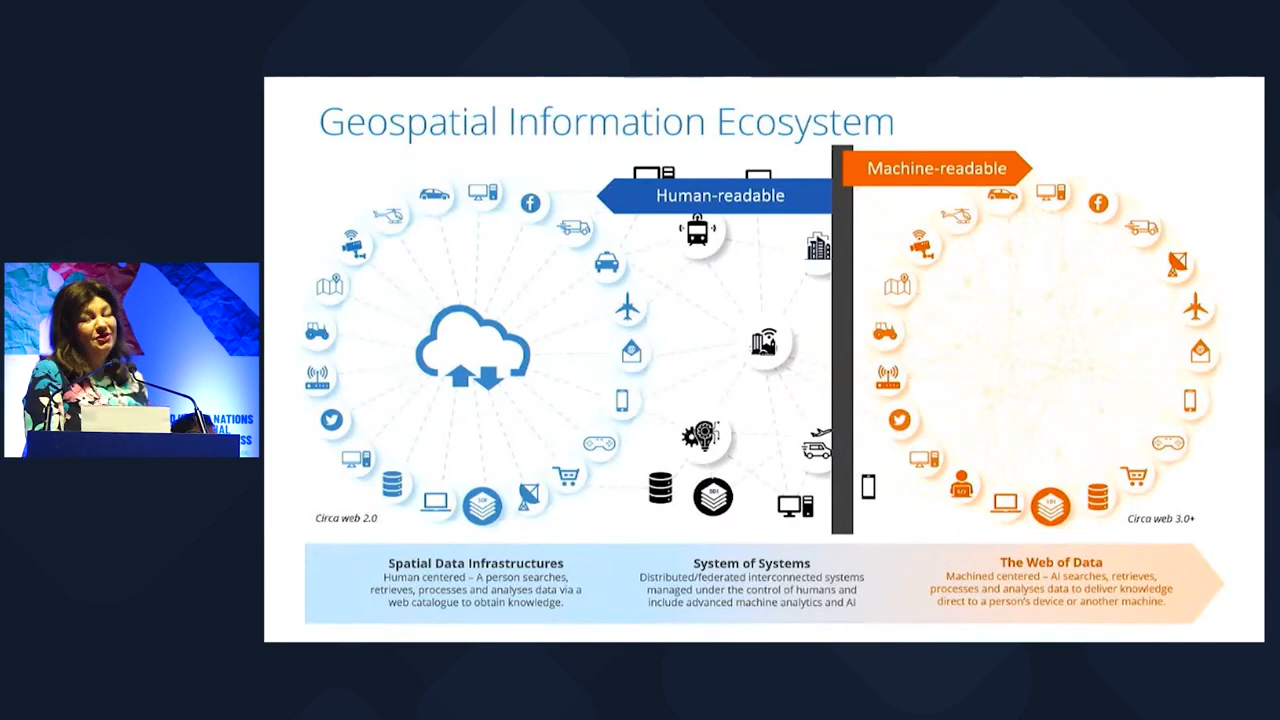 Geospatial Information Ecosystem
Machine-readable
Human-readable
SDI
SDI
SDI
Circa web 2.0
Circa web 3.0+
Spatial Data Infrastructures
Human centered – A person searches,
retrieves, processes and analyses data via a
web catalogue to obtain knowledge.
System of Systems
Distributed/federated interconnected systems
managed under the control of humans and
include advanced machine analytics and AI
The Web of Data
Machined centered – AI searches, retrieves,
processes and analyses data to deliver knowledge
direct to a person's device or another machine.
NATIONS